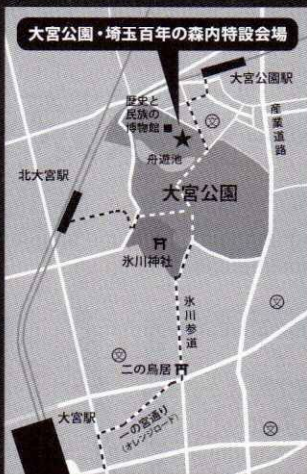 大宮公園・埼玉百年の森内特設会場
大宮公園駅
歴史と
民族の
博物館
産業道路
文
舟遊池
北大宮駅
大宮公園
氷川神社
氷川参道
文
二の鳥居
大宮駅
一の宮通り
(オレンジロード)
文